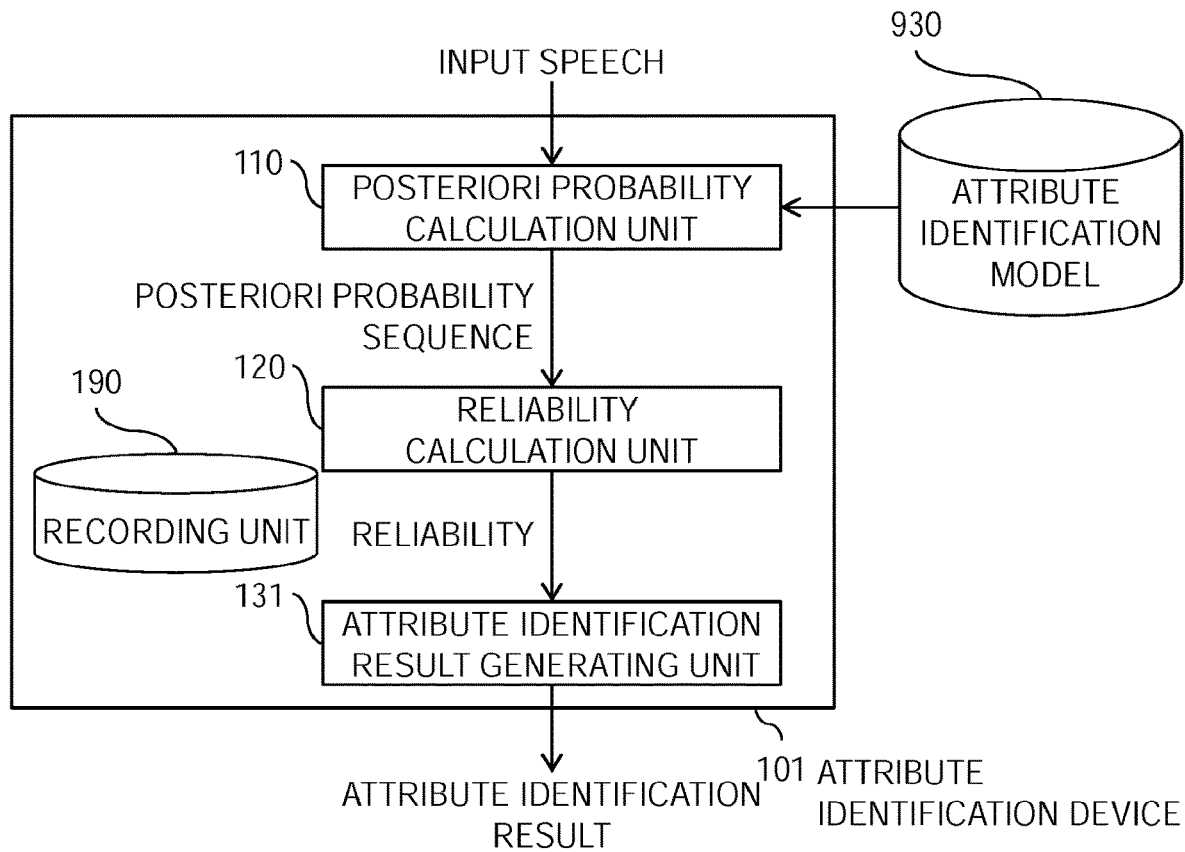 930
INPUT SPEECH
110
POSTERIORI PROBABILITY
CALCULATION UNIT
ATTRIBUTE
IDENTIFICATION
MODEL
POSTERIORI PROBABILITY
SEQUENCE
120
RELIABILITY
CALCULATION UNIT
190
RECORDING UNIT
RELIABILITY
131
ATTRIBUTE IDENTIFICATION
RESULT GENERATING UNIT
101 ATTRIBUTE
IDENTIFICATION DEVICE
ATTRIBUTE IDENTIFICATION
RESULT